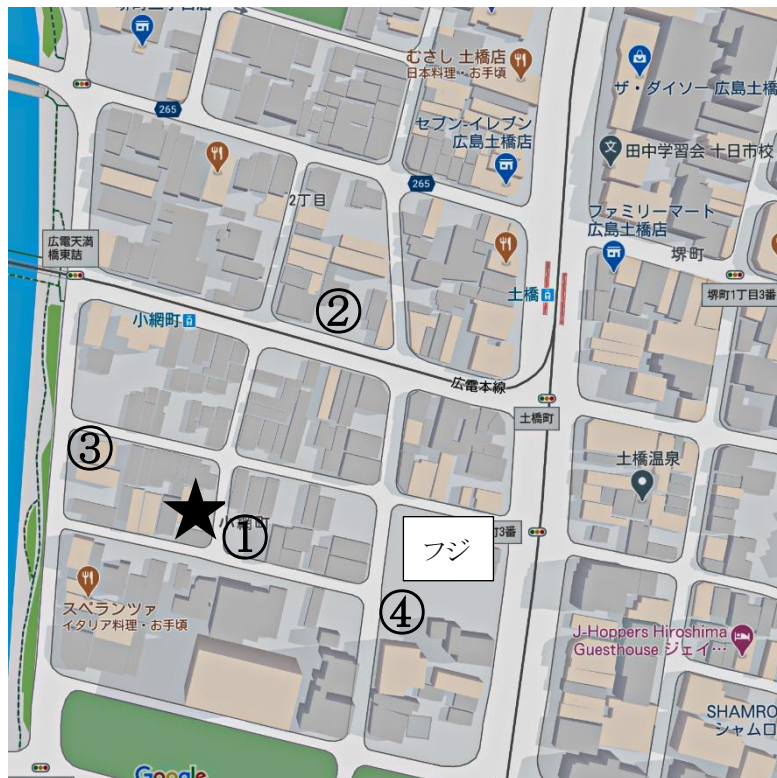 むさし 土橋店
日本料理・お手頃
ザ・ダイソー 広島土橋
265
セブン-イレブン
広島土橋店
田中学習会 十日市校
265
2丁目
ファミリーマート
広島土橋店
堺町
広電天満
橋東詰
土橋
堺町1丁目3番
小網町
②
広電本線
土橋町
③
土橋温泉
小網町
①
町3番
フジ
④
スペランツァ
イタリア料理・お手頃
J-Hoppers Hiroshima
Guesthouse ジェイ…
SHAMRO
シャムロ
Google